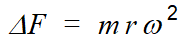 ΔF = m r ω²